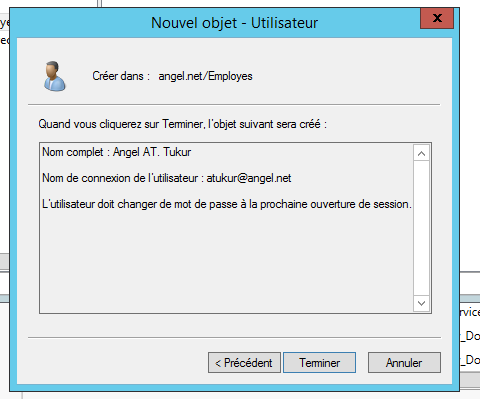 Nouvel objet - Utilisateur
x
Créer dans : angel.net/Employes
Quand vous cliquerez sur Terminer, l'objet suivant sera créé :
Nom complet : Angel AT. Tukur
Nom de connexion de l'utilisateur : atukur@angel.net
L'utilisateur doit changer de mot de passe à la prochaine ouverture de session.
< Précédent
Terminer
Annuler